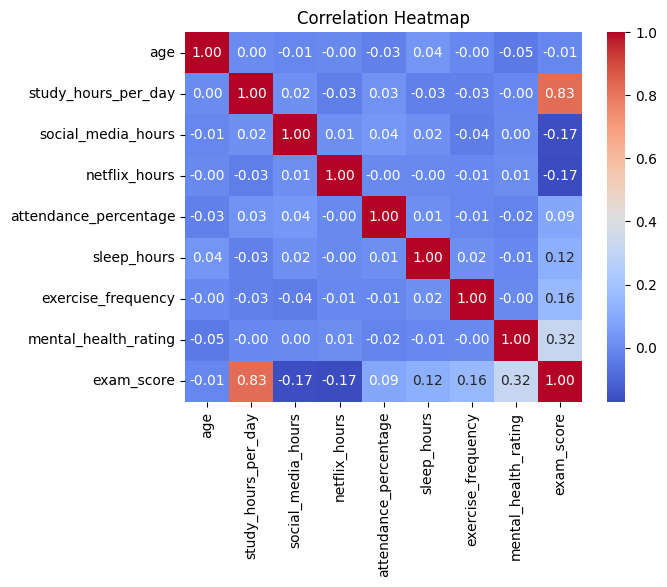 Correlation Heatmap
age 1.00 0.00 -0.01 -0.00 -0.03 0.04 -0.00 -0.05 -0.01
study_hours_per_day 0.00 1.00 0.02 -0.03 0.03 -0.03 -0.03 -0.00 0.83
social_media_hours -0.01 0.02 1.00 0.01 0.04 0.02 -0.04 0.00 -0.17
netflix_hours -0.00 -0.03 0.01 1.00 -0.00 -0.00 -0.01 0.01 -0.17
attendance_percentage -0.03 0.03 0.04 -0.00 1.00 0.01 -0.01 -0.02 0.09
sleep_hours 0.04 -0.03 0.02 -0.00 0.01 1.00 0.02 -0.01 0.12
exercise_frequency -0.00 -0.03 -0.04 -0.01 -0.01 0.02 1.00 -0.00 0.16
mental_health_rating -0.05 -0.00 0.00 0.01 -0.02 -0.01 -0.00 1.00 0.32
exam_score -0.01 0.83 -0.17 -0.17 0.09 0.12 0.16 0.32 1.00
age
study_hours_per_day
social_media_hours
netflix_hours
attendance_percentage
sleep_hours
exercise_frequency
mental_health_rating
exam_score
1.0
0.8
0.6
0.4
0.2
0.0